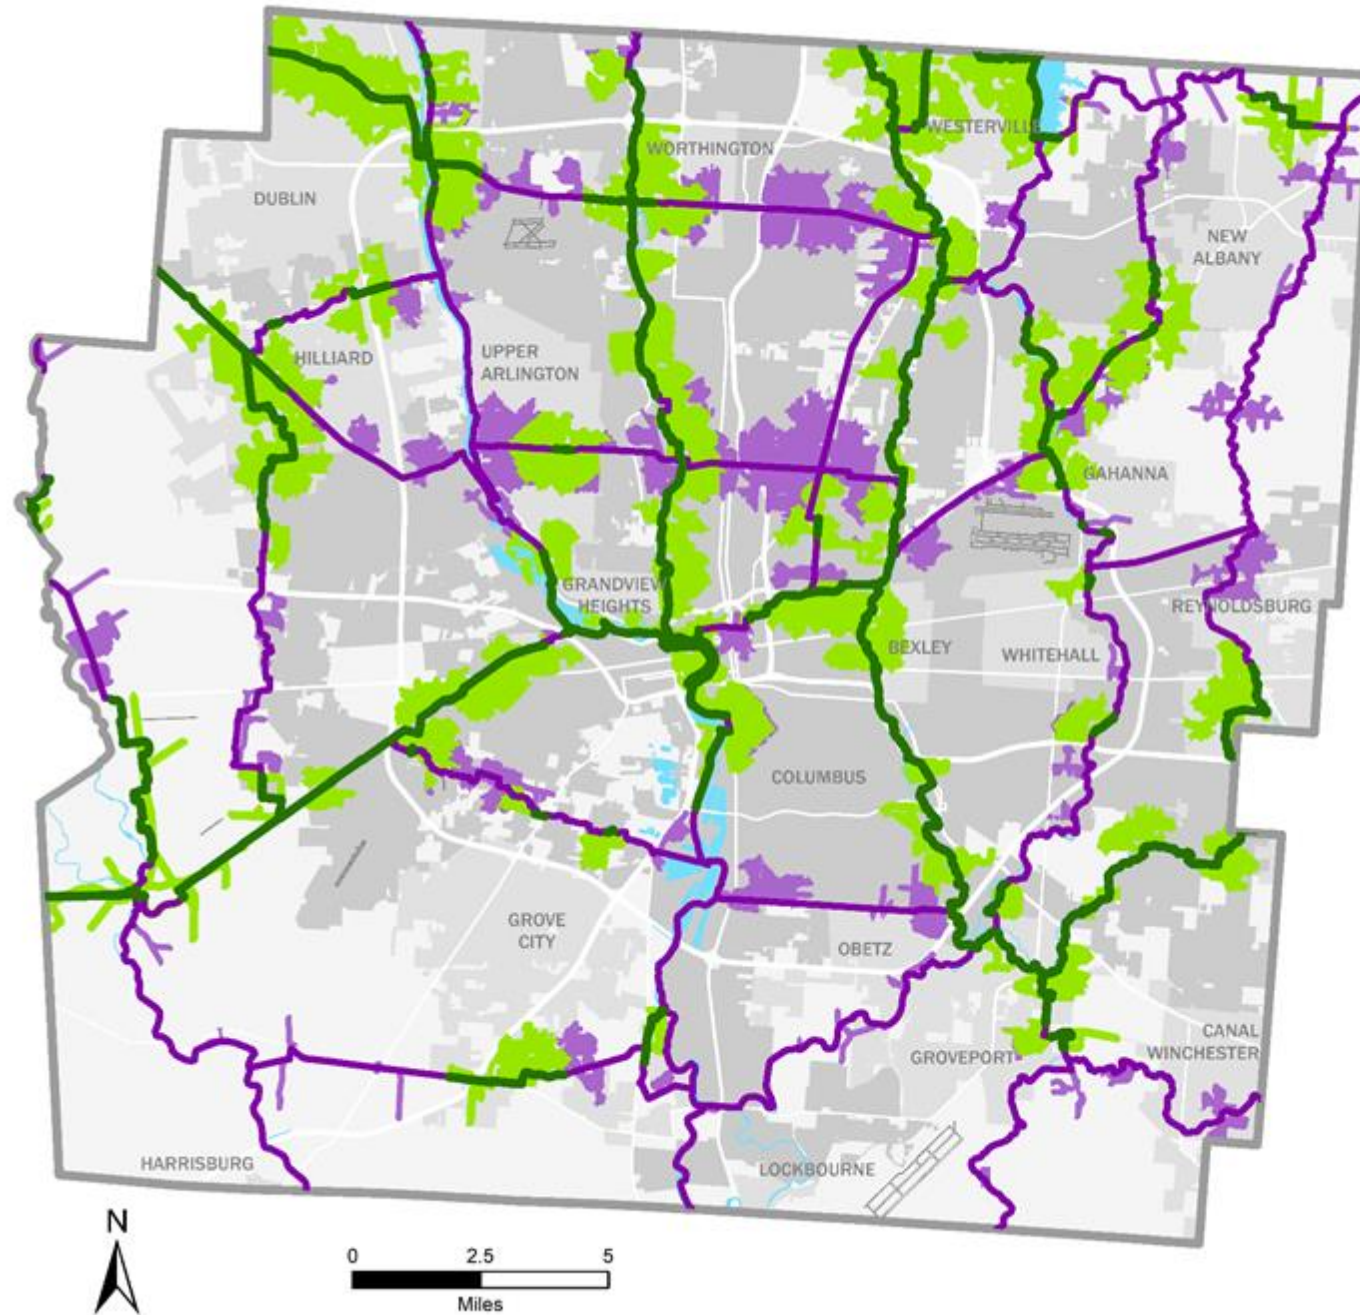 WESTERVILLE
WORTHINGTON
DUBLIN
NEW
ALBANY
HILLIARD
UPPER
ARLINGTON
GAHANNA
GRANDVIEW
HEIGHTS
REYNOLDSBURG
BEXLEY
WHITEHALL
COLUMBUS
GROVE
CITY
OBETZ
CANAL
WINCHESTER
GROVEPORT
HARRISBURG
LOCKBOURNE
N
0 2.5 5
Miles